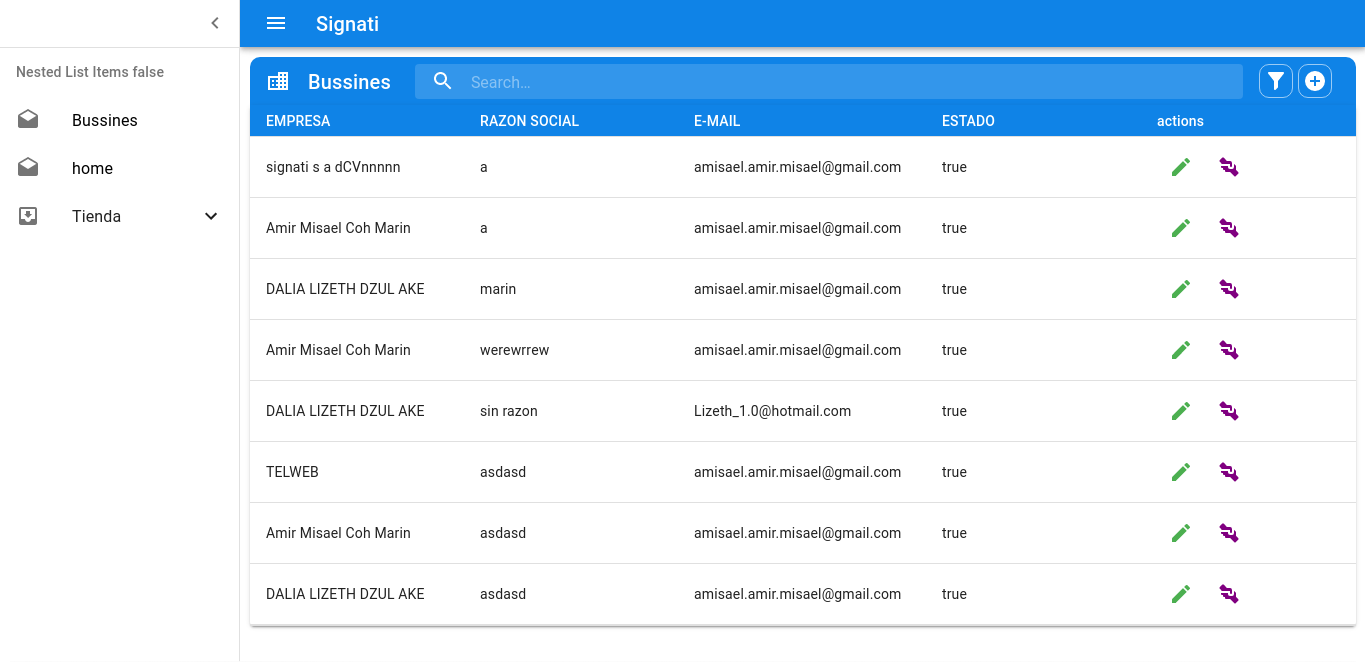 Signati
Nested List Items false
Bussines
home
Tienda
Bussines Search...
EMPRESA RAZON SOCIAL E-MAIL ESTADO actions
signati s a dCVnnnnn a amisael.amir.misael@gmail.com true
Amir Misael Coh Marin a amisael.amir.misael@gmail.com true
DALIA LIZETH DZUL AKE marin amisael.amir.misael@gmail.com true
Amir Misael Coh Marin werewrrew amisael.amir.misael@gmail.com true
DALIA LIZETH DZUL AKE sin razon Lizeth_1.0@hotmail.com true
TELWEB asdasd amisael.amir.misael@gmail.com true
Amir Misael Coh Marin asdasd amisael.amir.misael@gmail.com true
DALIA LIZETH DZUL AKE asdasd amisael.amir.misael@gmail.com true